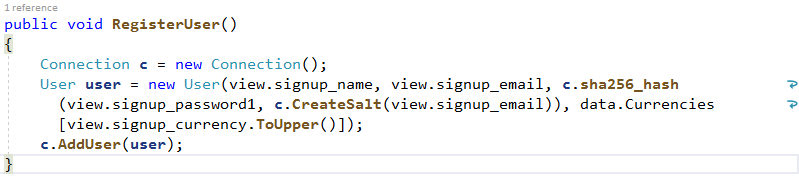 1 reference
public void RegisterUser()
{
Connection c = new Connection();
User user = new User(view.signup_name, view.signup_email, c.sha256_hash
(view.signup_password1, c.CreateSalt(view.signup_email)), data.Currencies
[view.signup_currency.ToUpper()]);
c.AddUser(user);
}